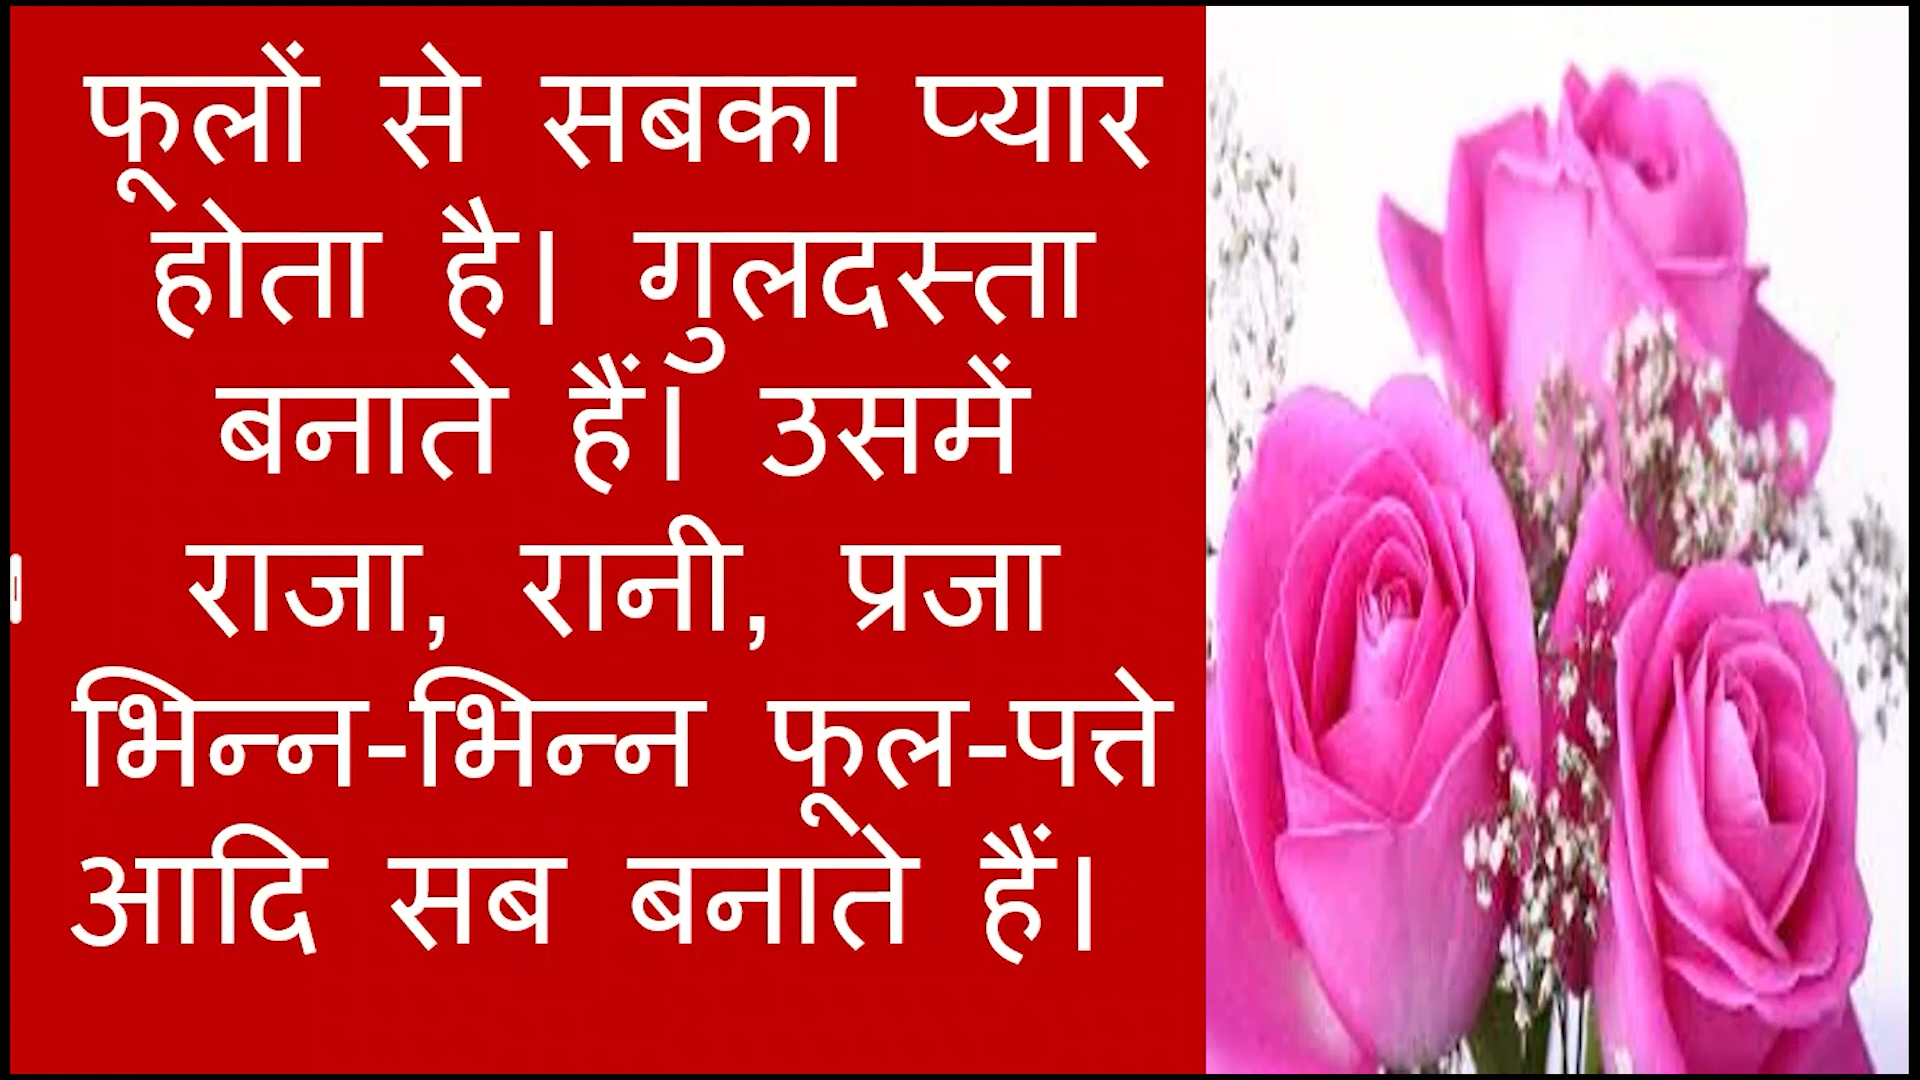 फूलों से सबका प्यार
होता है। गुलदस्ता
बनाते हैं। उसमें
राजा, रानी, प्रजा
भिन्न-भिन्न फूल-पत्ते
आदि सब बनाते हैं।